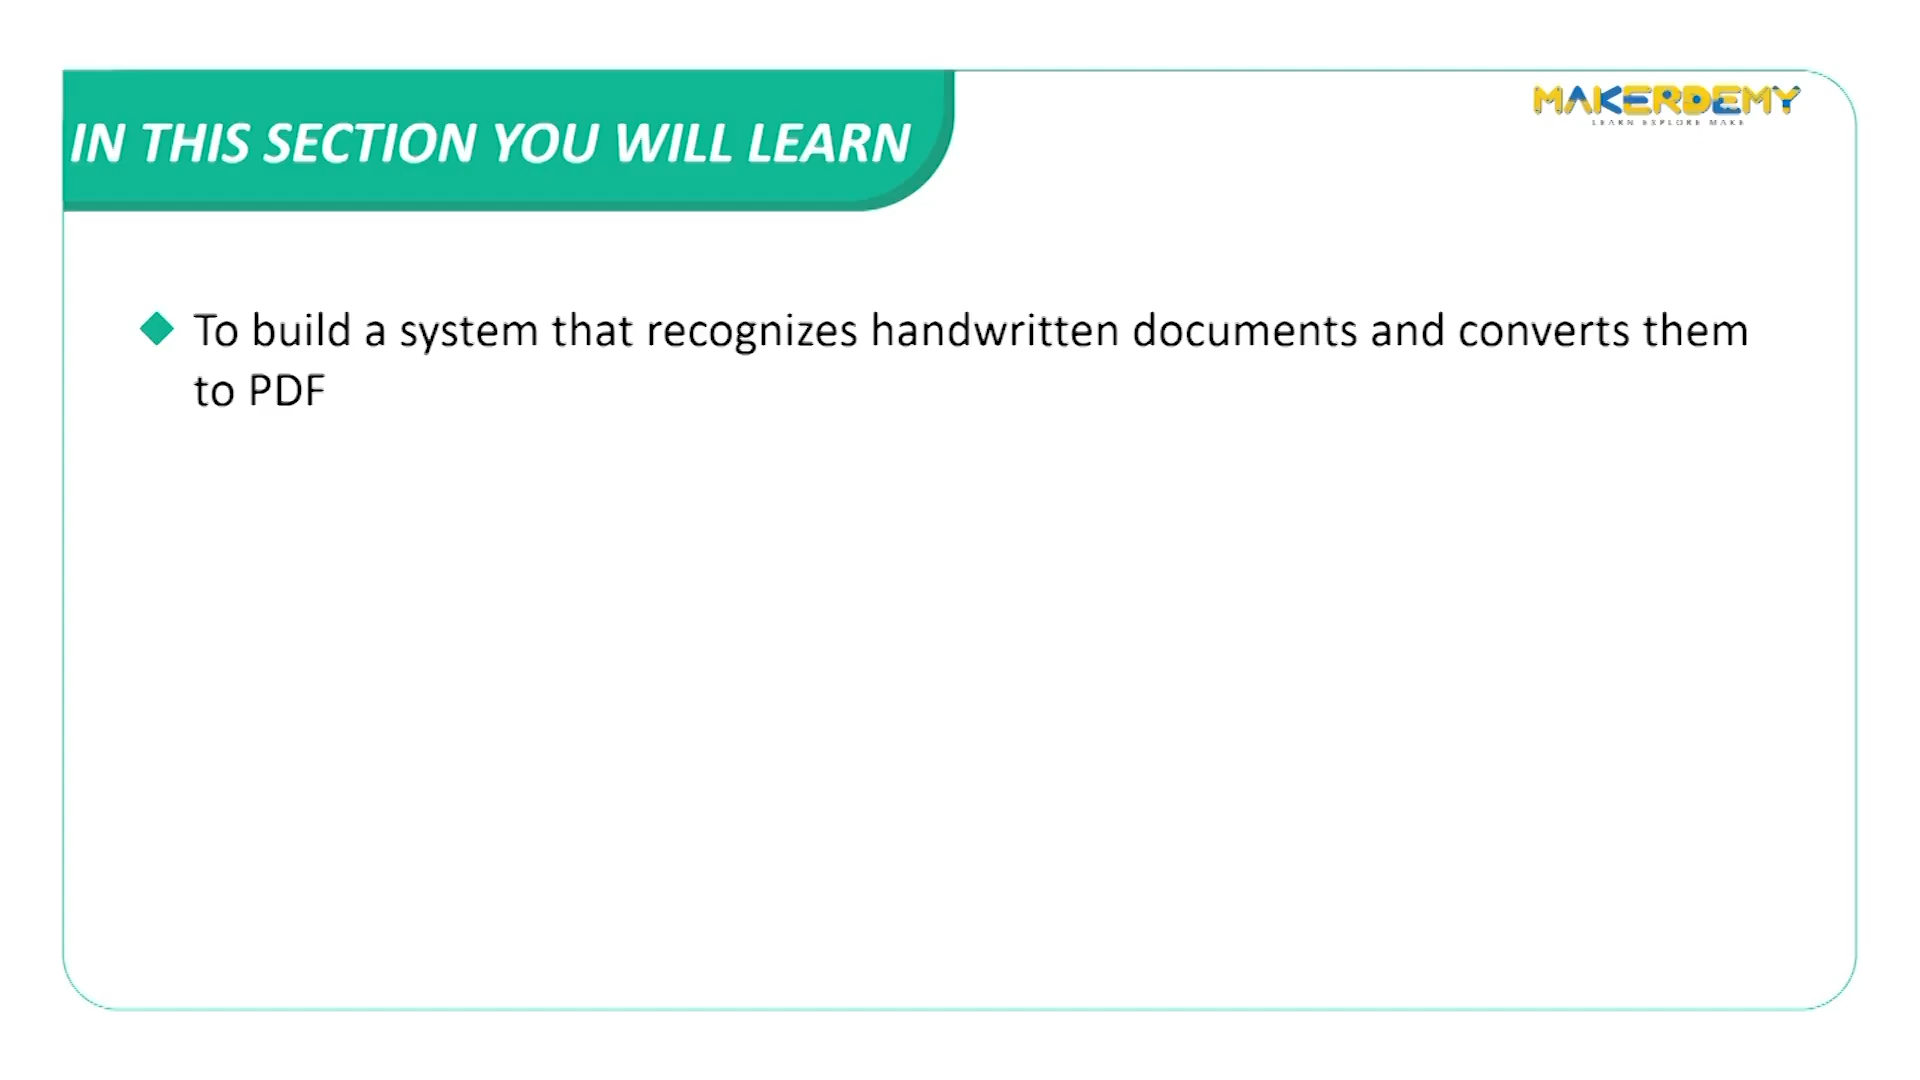 MAKERDEMY
LEARN EXPLORE MAKE
IN THIS SECTION YOU WILL LEARN
To build a system that recognizes handwritten documents and converts them
to PDF